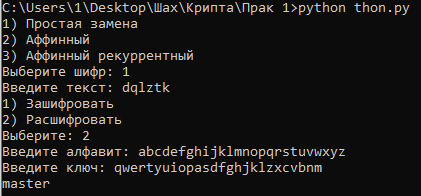 C:\Users\1\Desktop\Шах\Крипта\Прак 1>python thon.py
1) Простая замена
2) Аффинный
3) Аффинный рекуррентный
Выберите шифр: 1
Введите текст: dqlztk
1) Зашифровать
2) Расшифровать
Выберите: 2
Введите алфавит: abcdefghijklmnopqrstuvwxyz
Введите ключ: qwertyuiopasdfghjklzxcvbnm
master